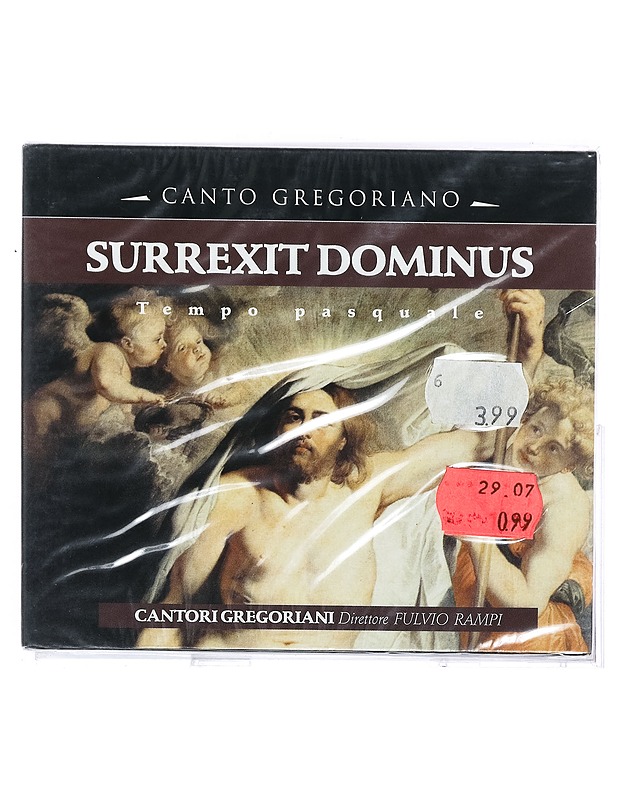 CANTO GREGORIANO
SURREXIT DOMINUS
Tempo pasquale
6
3.99
29.07
0.99
CANTORI GREGORIANI Direttore FULVIO RAMPI